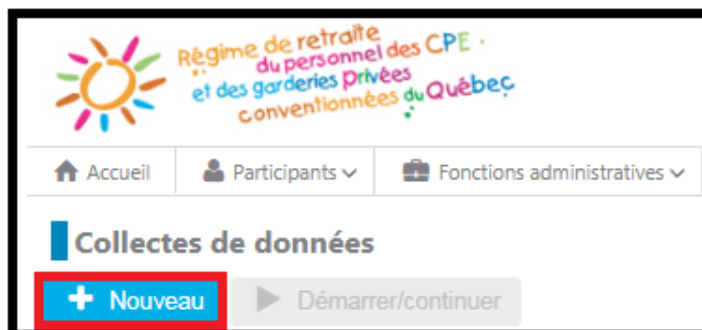 Régime de retraite
du personnel des CPE
et des garderies privées
conventionnées du Québec
Accueil Participants Fonctions administratives
Collectes de données
+ Nouveau Démarrer/continuer